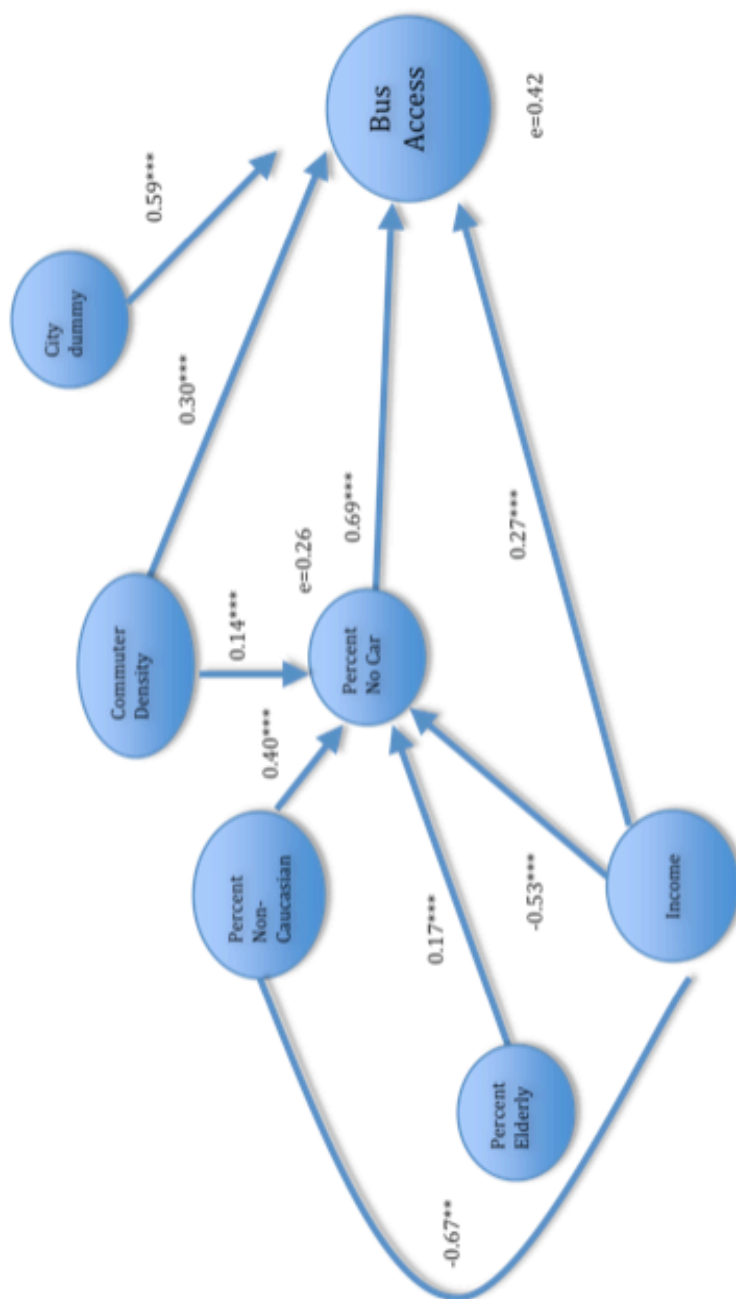 City
dummy
0.59***
Bus
Access
e=0.42
Commuter
Density
0.30***
0.14***
e=0.26
Percent
Non-
Caucasian
0.40***
Percent
No Car
0.69***
Percent
Elderly
0.17***
-0.53***
0.27***
Income
-0.67**